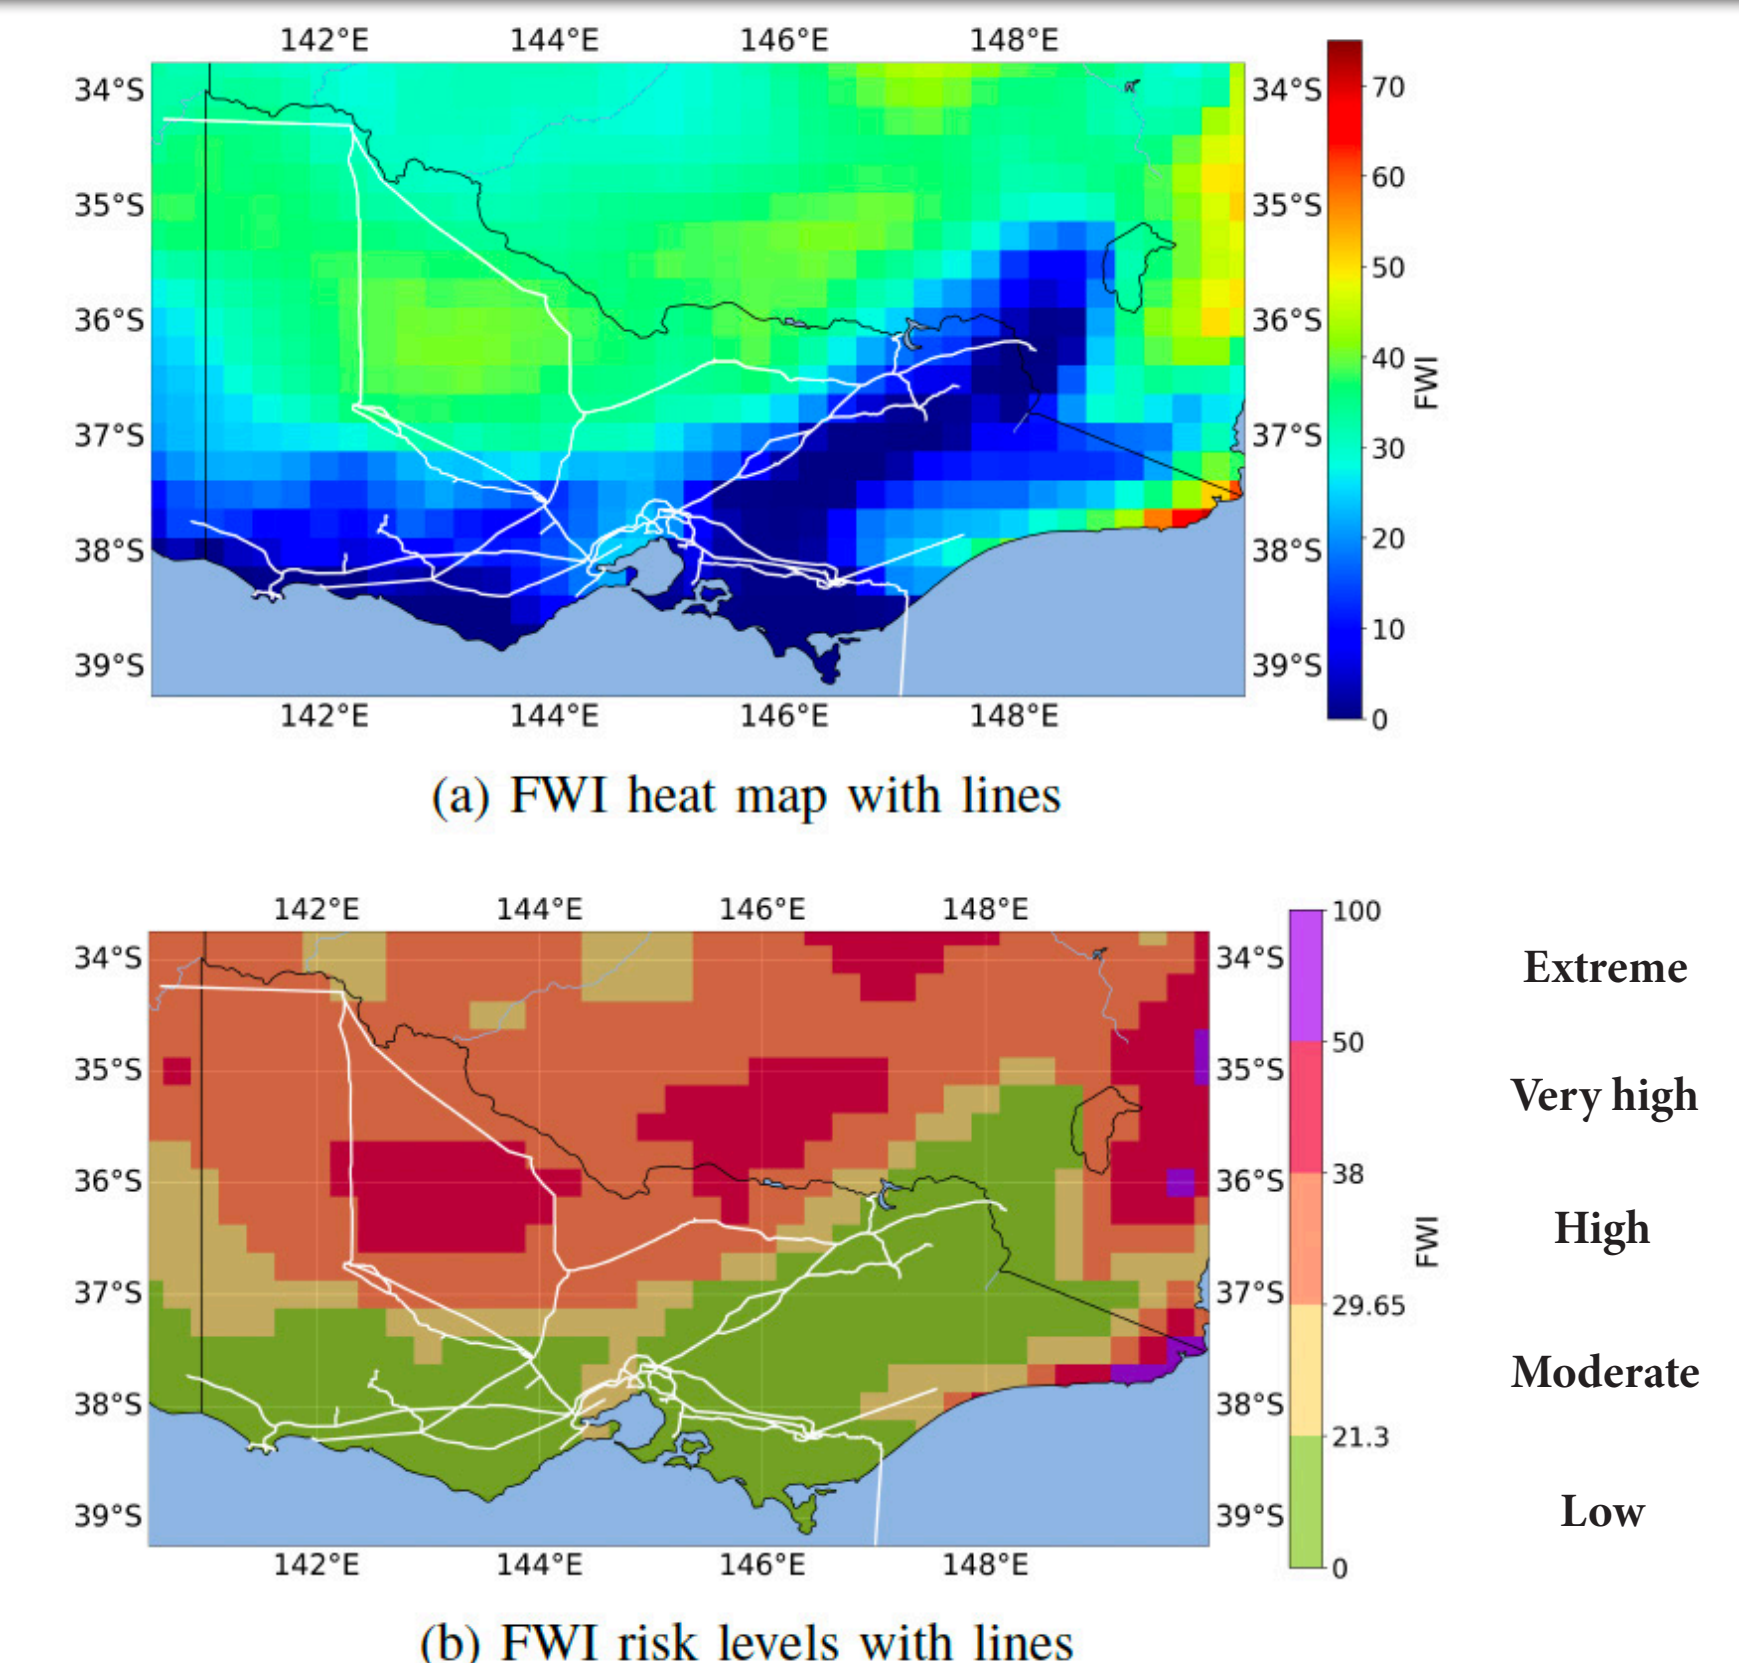 142°E 144°E 146°E 148°E
34°S 34°S 70
35°S 35°S 60
50
36°S 36°S 40
FWI
37°S 37°S 30
20
38°S 38°S
10
39°S 39°S
0
142°E 144°E 146°E 148°E
(a) FWI heat map with lines
142°E 144°E 146°E 148°E
100
34°S 34°S Extreme
50
35°S 35°S Very high
38
36°S 36°S High
FWI
29.65
37°S 37°S Moderate
38°S 38°S
21.3
39°S 39°S Low
0
142°E 144°E 146°E 148°E
(b) FWI risk levels with lines